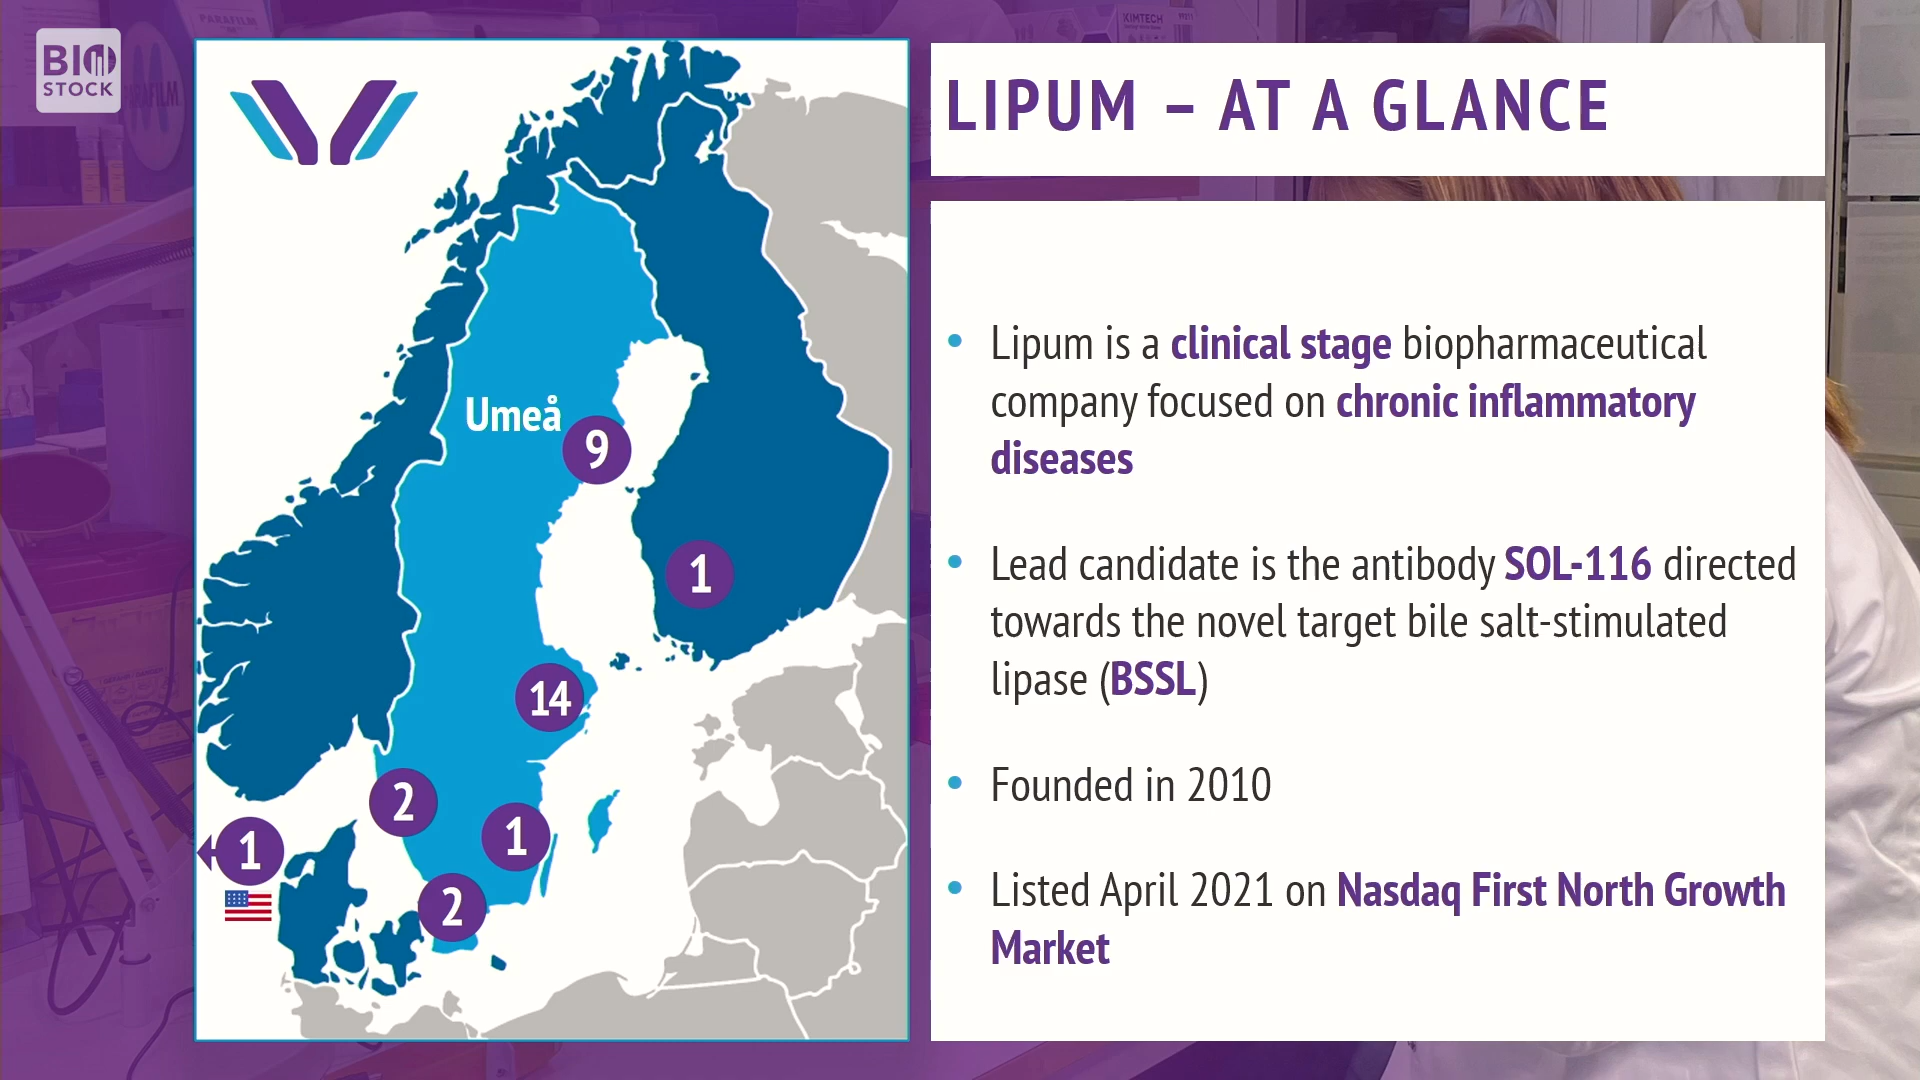 BIO
STOCK
PARAFILM
KIMTECH
LIPUM – AT A GLANCE
Umeå
9
1
14
2
1
1
2
• Lipum is a clinical stage biopharmaceutical
company focused on chronic inflammatory
diseases
• Lead candidate is the antibody SOL-116 directed
towards the novel target bile salt-stimulated
lipase (BSSL)
• Founded in 2010
• Listed April 2021 on Nasdaq First North Growth
Market